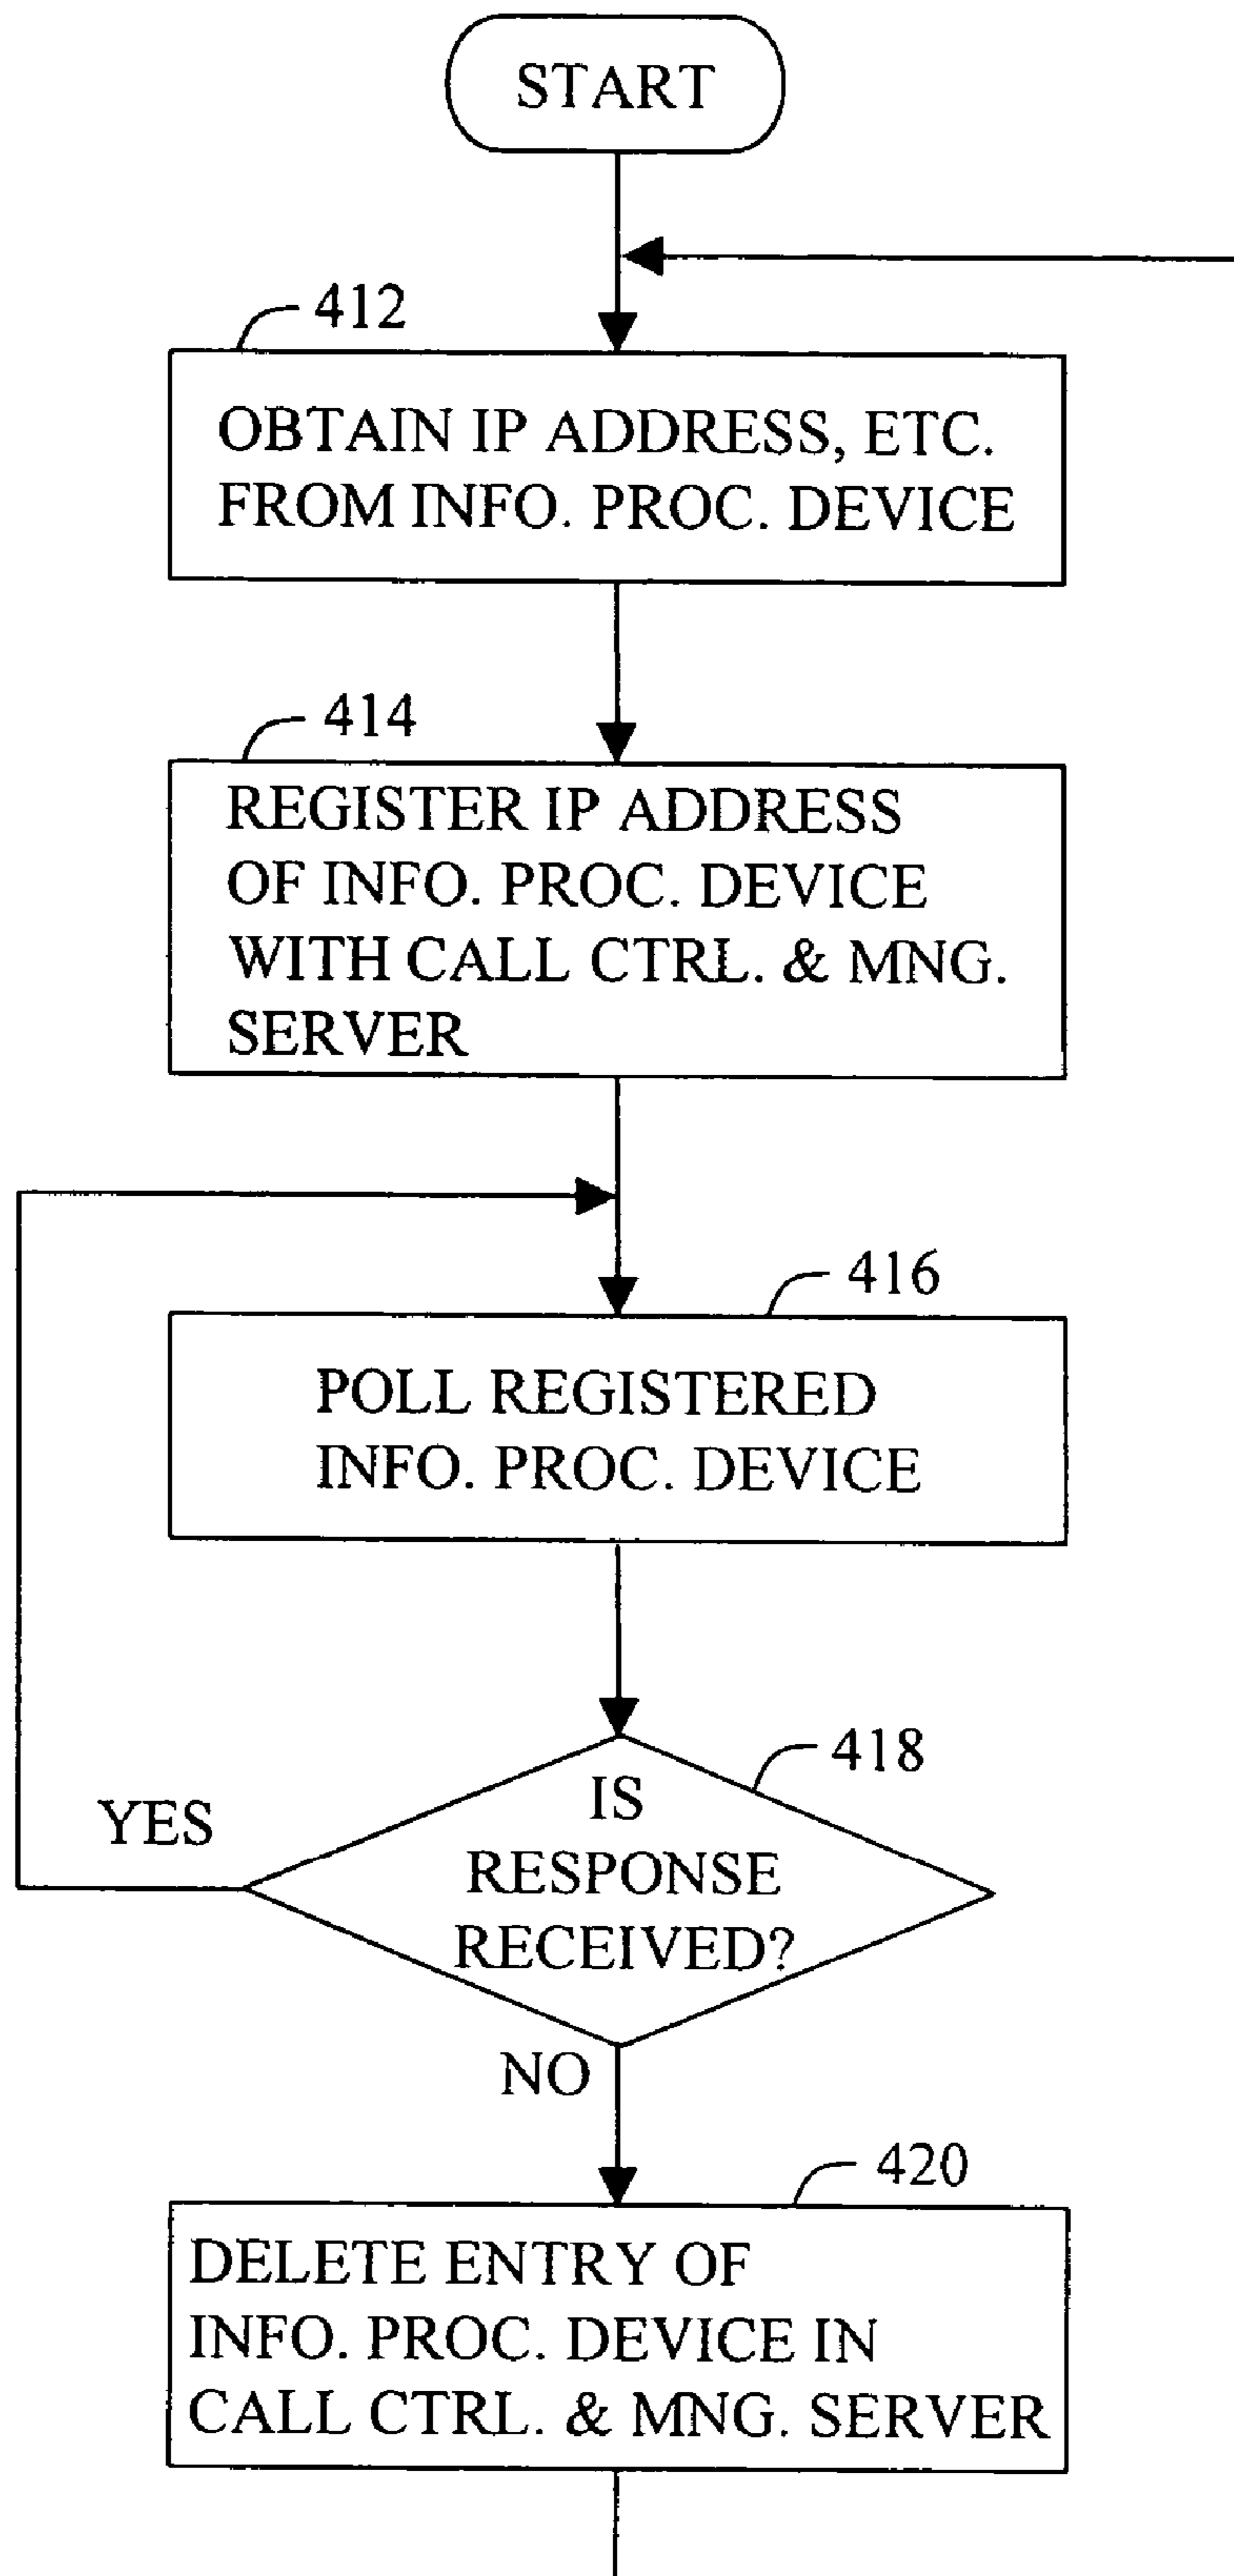 START
412
OBTAIN IP ADDRESS, ETC.
FROM INFO. PROC. DEVICE
414
REGISTER IP ADDRESS
OF INFO. PROC. DEVICE
WITH CALL CTRL. & MNG.
SERVER
416
POLL REGISTERED
INFO. PROC. DEVICE
418
IS
RESPONSE
RECEIVED?
YES
NO
420
DELETE ENTRY OF
INFO. PROC. DEVICE IN
CALL CTRL. & MNG. SERVER